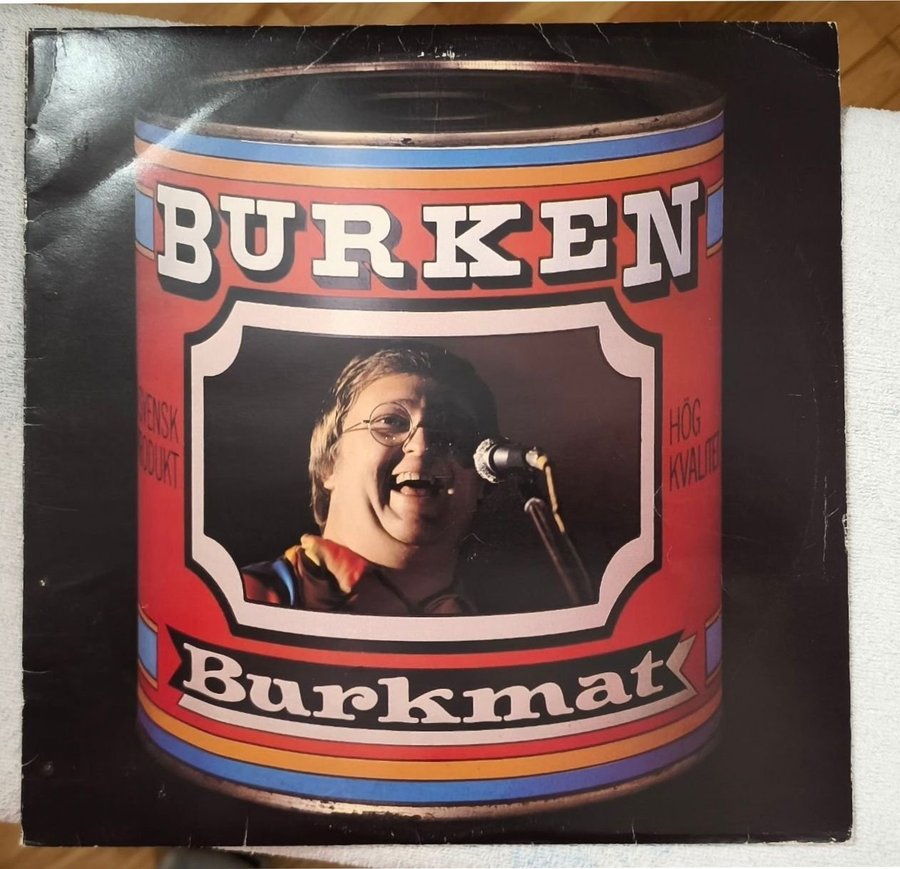 BURKEN
SVENSK
PRODUKT
HÖG
KVALITET
Burkmat